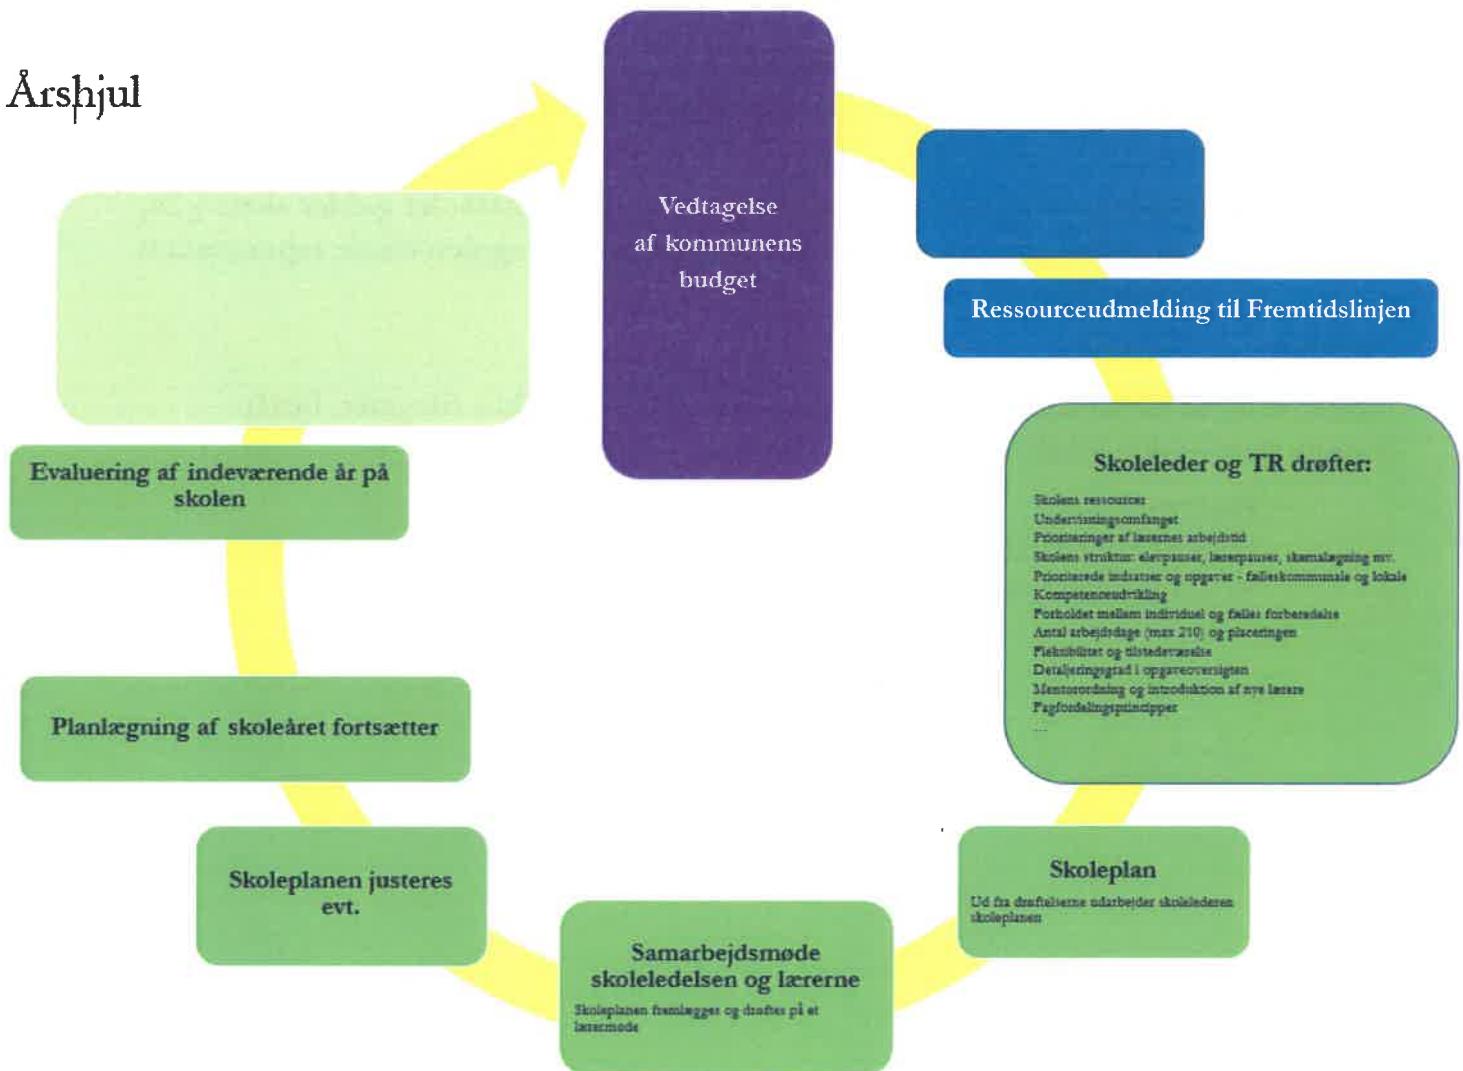 Årshjul
Vedtagelse
af kommunens
budget
Ressourceudmelding til Fremtidslinjen
Skoleleder og TR drøfter:
Skolens ressourcer
Undervisningsomfanget
Prioriteringer af lærernes arbejdstid
Skolens struktur: elevpauser, lærerpauser, skemalægning mv.
Prioriterede indsatser og opgaver - fælleskommunale og lokale
Kompetenceudvikling
Forholdet mellem individuel og fælles forberedelse
Antal arbejdsdage (max 210) og placeringen
Fleksibilitet og tilstedeværelse
Detaljeringsgrad i opgaveoversigten
Mentorordning og introduktion af nye lærere
Fagfordelingsprincipper
....
Skoleplan
Ud fra drøftelserne udarbejder skolelederen
skoleplanen
Samarbejdsmøde
skoleledelsen og lærerne
Skoleplanen fremlægges og drøftes på et
lærermøde
Skoleplanen justeres
evt.
Planlægning af skoleåret fortsætter
Evaluering af indeværende år på
skolen